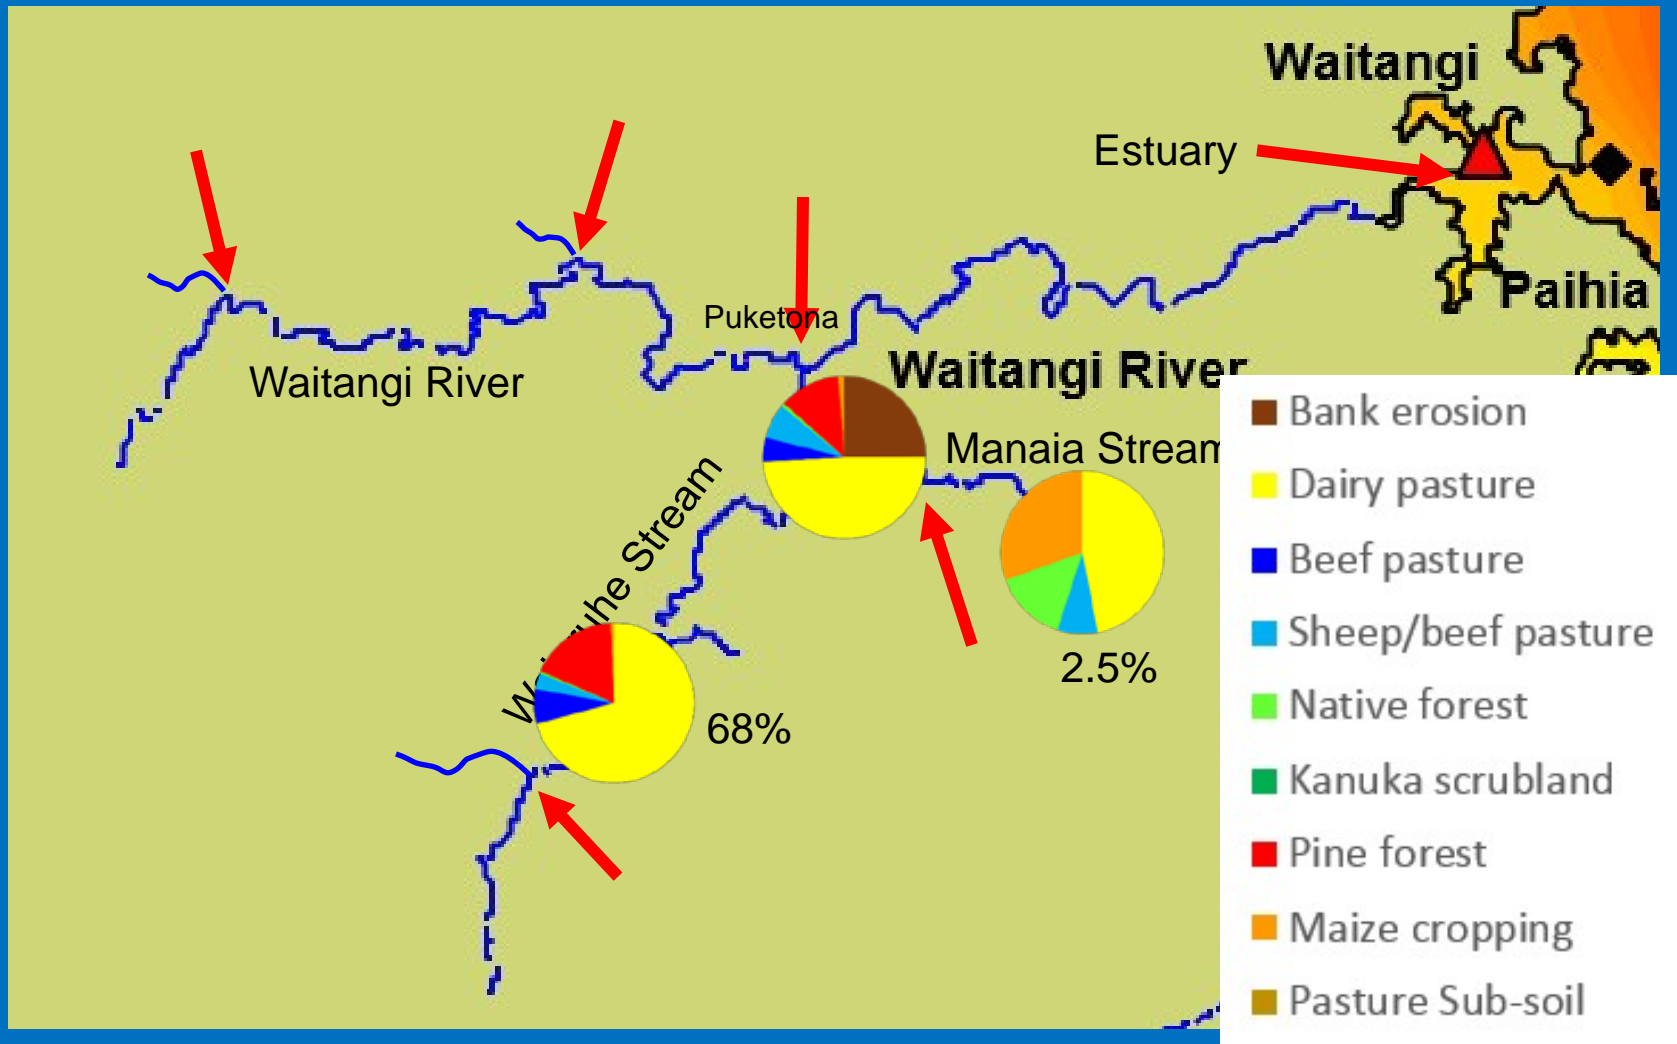 Waitangi
Estuary
Paihia
Puketona
Waitangi River
Waitangi River
Manaia Stream
Stream
2.5%
68%
Bank erosion
Dairy pasture
Beef pasture
Sheep/beef pasture
Native forest
Kanuka scrubland
Pine forest
Maize cropping
Pasture Sub-soil